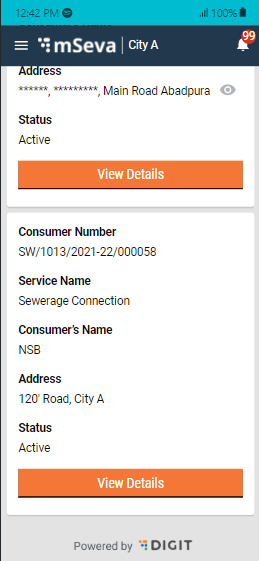 12:42 PM
100%
mSeva | City A
99
Address
******, *********, Main Road Abadpura
Status
Active
View Details
Consumer Number
SW/1013/2021-22/000058
Service Name
Sewerage Connection
Consumer's Name
NSB
Address
120' Road, City A
Status
Active
View Details
Powered by DIGIT